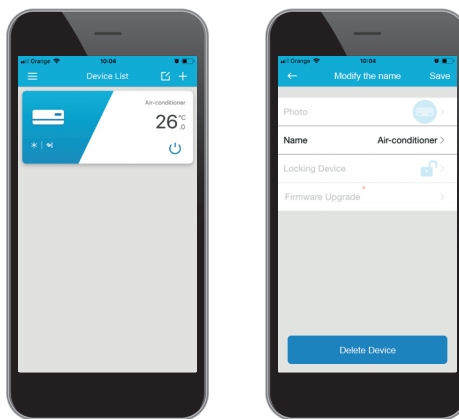 Orange 10:04
Device List
Air-conditioner
26.0°C
Orange 10:04
Modify the name Save
Photo
Name Air-conditioner >
Locking Device >
Firmware Upgrade * >
Delete Device